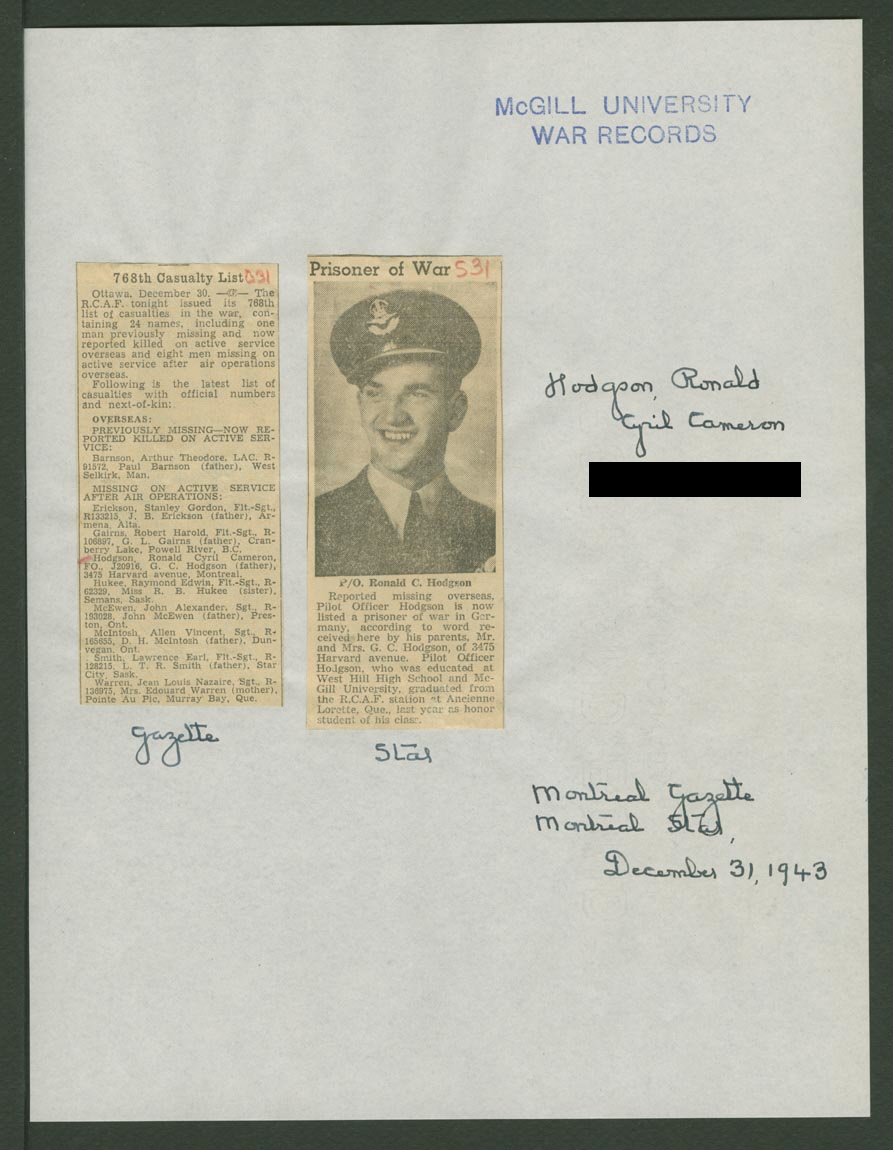 McGILL UNIVERSITY
WAR RECORDS
768th Casualty List
D31
Ottawa, December 30. —CP— The
R.C.A.F. tonight issued its 768th
list of casualties in the war, con-
taining 24 names, including one
man previously missing and now
reported killed on active service
overseas and eight men missing on
active service after air operations
overseas.
Following is the latest list of
casualties with official numbers
and next-of-kin:
OVERSEAS:
PREVIOUSLY MISSING—NOW RE-
PORTED KILLED ON ACTIVE SER-
VICE:
Barnson, Arthur Theodore, LAC. R-
91572, Paul Barnson (father), West
Selkirk, Man.
MISSING ON ACTIVE SERVICE
AFTER AIR OPERATIONS:
Erickson, Stanley Gordon, Flt.-Sgt.,
R133215, J. B. Erickson (father), Ar-
mena, Alta.
Gairns, Robert Harold, Flt.-Sgt., R-
106897, G. L. Gairns (father), Cran-
berry Lake, Powell River, B.C.
Hodgson, Ronald Cyril Cameron,
FO., J20916, G. C. Hodgson (father),
3475 Harvard avenue, Montreal.
Hukee, Raymond Edwin, Flt.-Sgt., R-
62329, Miss R. B. Hukee (sister),
Semans, Sask.
McEwen, John Alexander, Sgt., R-
193028, John McEwen (father), Pres-
ton, Ont.
McIntosh, Allen Vincent, Sgt., R-
165655, D. H. McIntosh (father), Dun-
vegan, Ont.
Smith, Lawrence Earl, Flt.-Sgt., R-
128215, L. T. R. Smith (father), Star
City, Sask.
Warren, Jean Louis Nazaire, Sgt., R-
136975, Mrs. Edouard Warren (mother),
Pointe Au Pic, Murray Bay, Que.
Gazette
Prisoner of War
S31
P/O. Ronald C. Hodgson
Reported missing overseas,
Pilot Officer Hodgson is now
listed a prisoner of war in Ger-
many, according to word re-
ceived here by his parents, Mr.
and Mrs. G. C. Hodgson, of 3475
Harvard avenue. Pilot Officer
Hodgson, who was educated at
West Hill High School and Mc-
Gill University, graduated from
the R.C.A.F. station at Ancienne
Lorette, Que., last year as honor
student of his class.
Star
Hodgson, Ronald
Cyril Cameron
Montreal Gazette
Montreal Star,
December 31, 1943